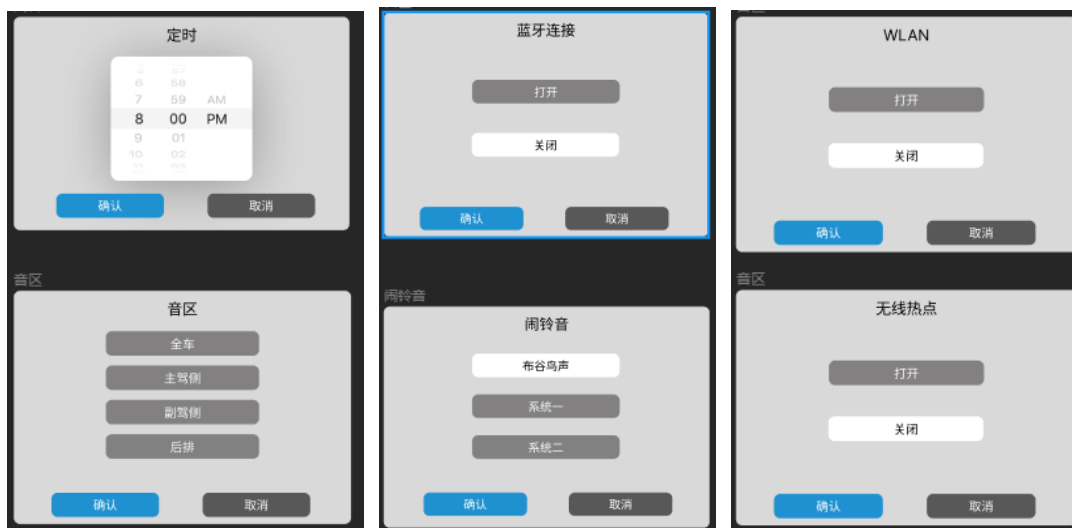 定时
6 58
7 59 AM
8 00 PM
9 01
10 02
确认 取消
音区
音区
全车
主驾侧
副驾侧
后排
确认 取消
蓝牙连接
打开
关闭
确认 取消
闹铃音
闹铃音
布谷鸟声
系统一
系统二
确认 取消
WLAN
打开
关闭
确认 取消
音区
无线热点
打开
关闭
确认 取消